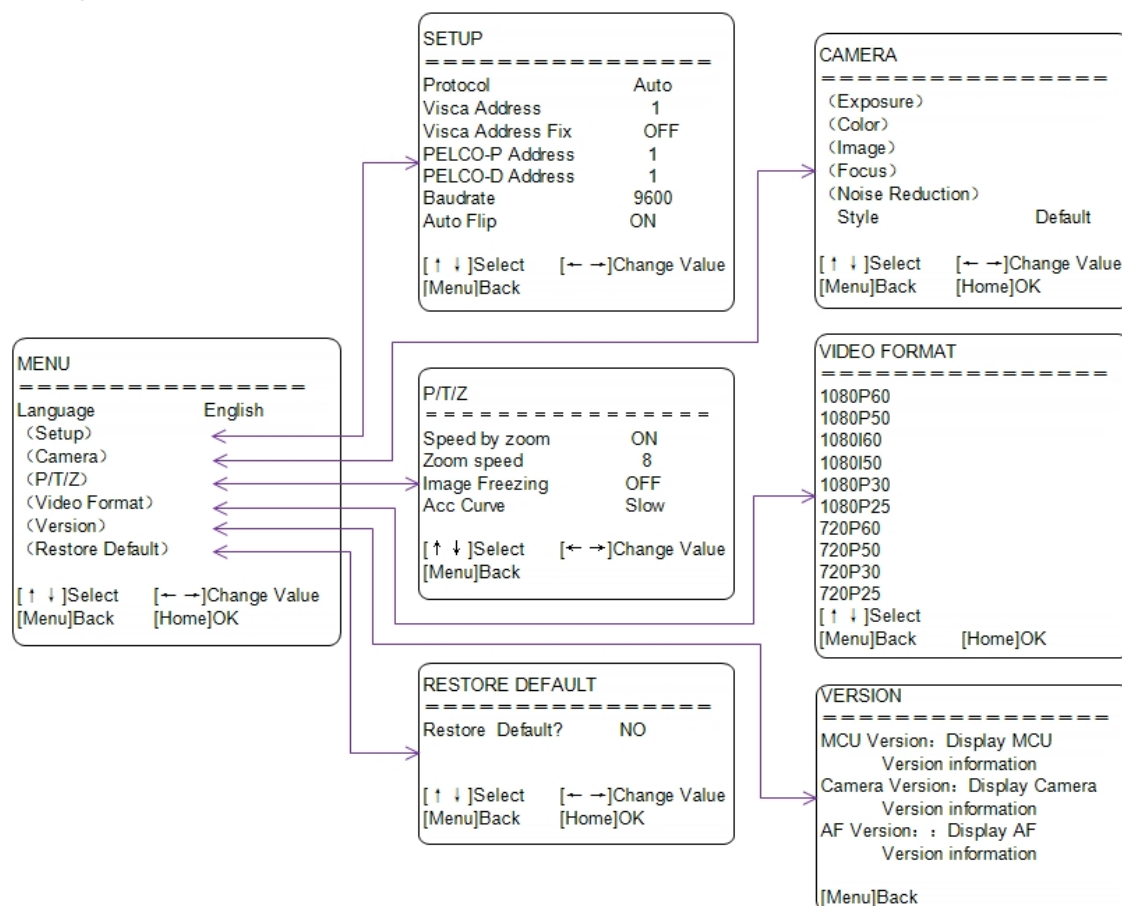 SETUP
================
Protocol Auto
Visca Address 1
Visca Address Fix OFF
PELCO-P Address 1
PELCO-D Address 1
Baudrate 9600
Auto Flip ON
[↑ ↓]Select [← →]Change Value
[Menu]Back
CAMERA
================
（Exposure）
（Color）
（Image）
（Focus）
（Noise Reduction）
Style Default
[↑ ↓]Select [← →]Change Value
[Menu]Back [Home]OK
MENU
================
Language English
（Setup）
（Camera）
（P/T/Z）
（Video Format）
（Version）
（Restore Default）
[↑ ↓]Select [← →]Change Value
[Menu]Back [Home]OK
P/T/Z
================
Speed by zoom ON
Zoom speed 8
Image Freezing OFF
Acc Curve Slow
[↑ ↓]Select [← →]Change Value
[Menu]Back
VIDEO FORMAT
================
1080P60
1080P50
1080I60
1080I50
1080P30
1080P25
720P60
720P50
720P30
720P25
[↑ ↓]Select
[Menu]Back [Home]OK
RESTORE DEFAULT
================
Restore Default? NO
[↑ ↓]Select [← →]Change Value
[Menu]Back [Home]OK
VERSION
================
MCU Version：Display MCU
Version information
Camera Version：Display Camera
Version information
AF Version：：Display AF
Version information
[Menu]Back